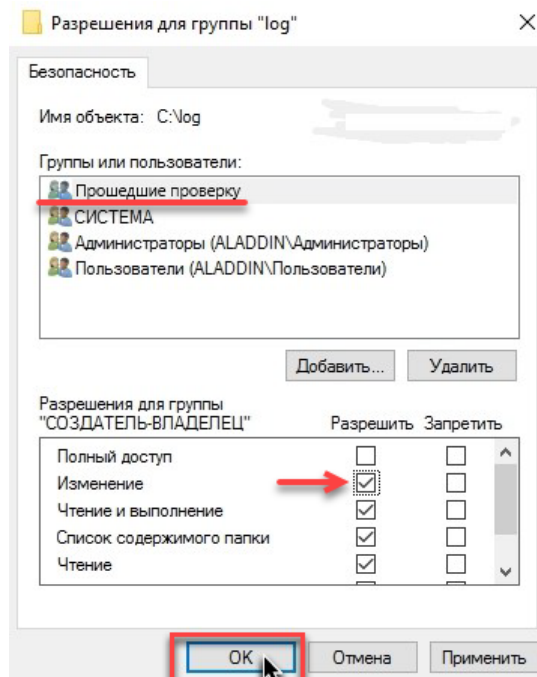 Разрешения для группы "log"
Безопасность
Имя объекта: C:\log
Группы или пользователи:
Прошедшие проверку
СИСТЕМА
Администраторы (ALADDIN\Администраторы)
Пользователи (ALADDIN\Пользователи)
Добавить... Удалить
Разрешения для группы
"СОЗДАТЕЛЬ-ВЛАДЕЛЕЦ" Разрешить Запретить
Полный доступ
Изменение
Чтение и выполнение
Список содержимого папки
Чтение
OK Отмена Применить